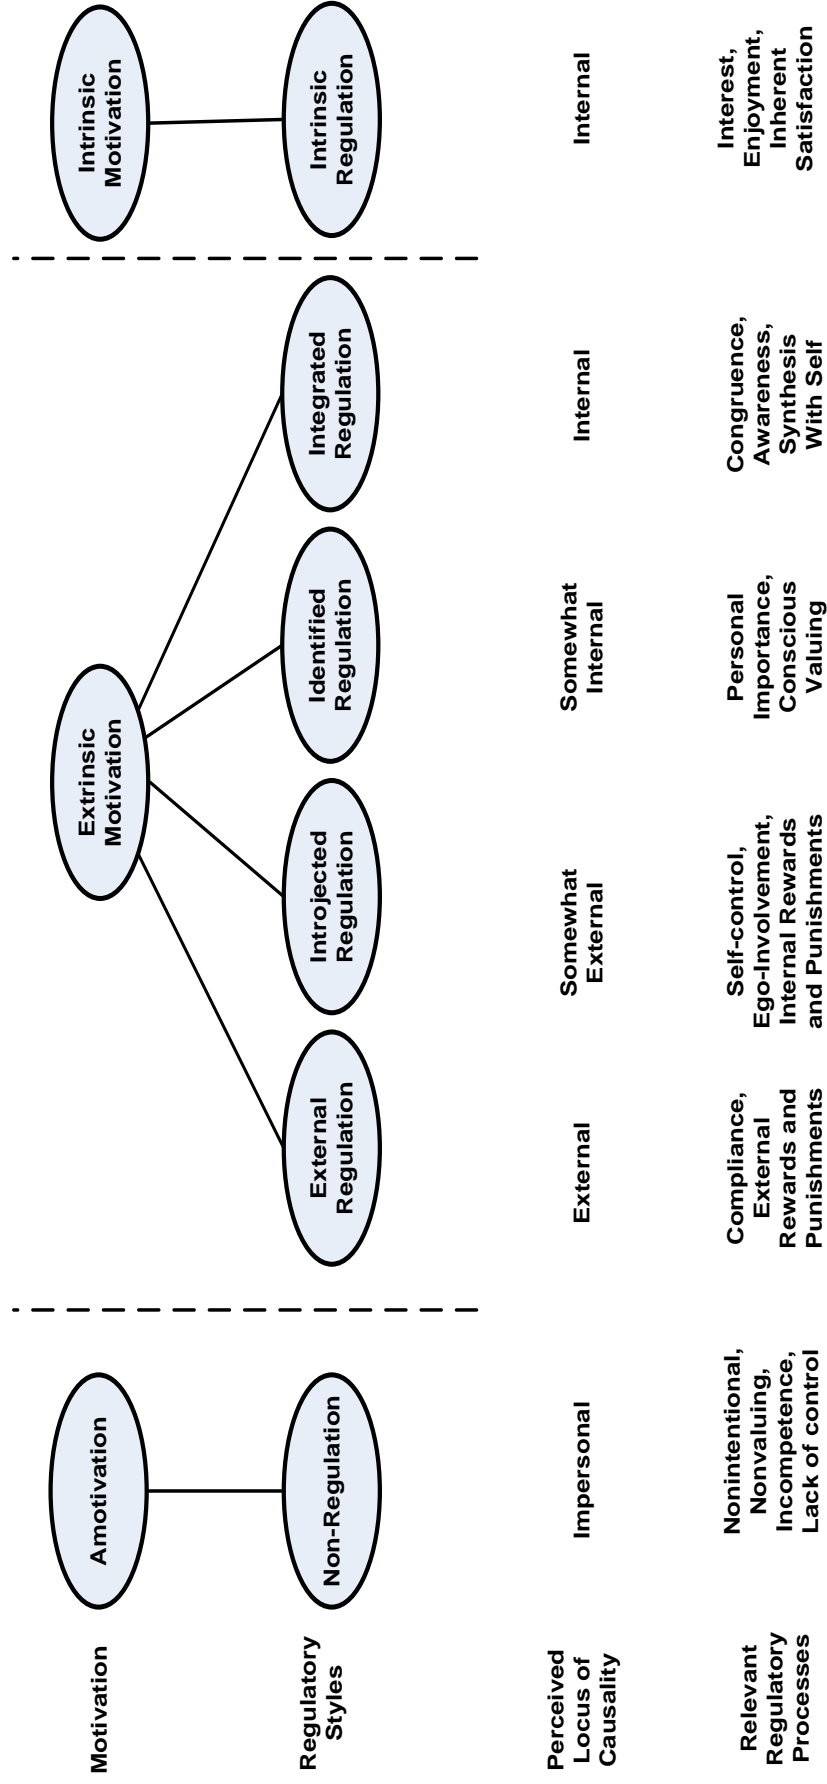 Motivation
Amotivation
Extrinsic
Motivation
Intrinsic
Motivation
Regulatory
Styles
Non-Regulation
External
Regulation
Introjected
Regulation
Identified
Regulation
Integrated
Regulation
Intrinsic
Regulation
Perceived
Locus of
Causality
Impersonal
External
Somewhat
External
Somewhat
Internal
Internal
Internal
Relevant
Regulatory
Processes
Nonintentional,
Nonvaluing,
Incompetence,
Lack of control
Compliance,
External
Rewards and
Punishments
Self-control,
Ego-Involvement,
Internal Rewards
and Punishments
Personal
Importance,
Conscious
Valuing
Congruence,
Awareness,
Synthesis
With Self
Interest,
Enjoyment,
Inherent
Satisfaction